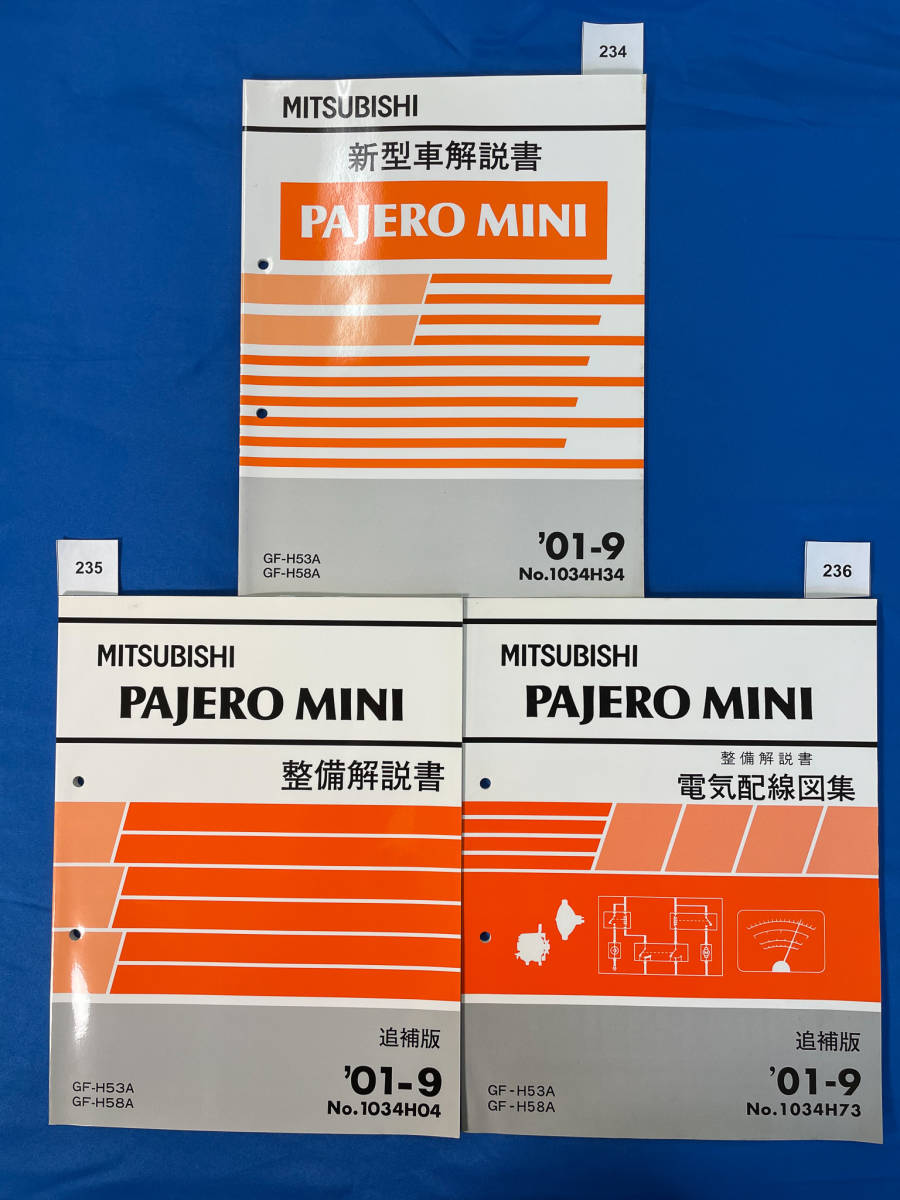 234
MITSUBISHI
新型車解説書
PAJERO MINI
GF-H53A
GF-H58A
'01-9
No.1034H34
235
MITSUBISHI
PAJERO MINI
整備解説書
追補版
GF-H53A
GF-H58A
'01-9
No.1034H04
236
MITSUBISHI
PAJERO MINI
整備解説書
電気配線図集
追補版
GF-H53A
GF-H58A
'01-9
No.1034H73